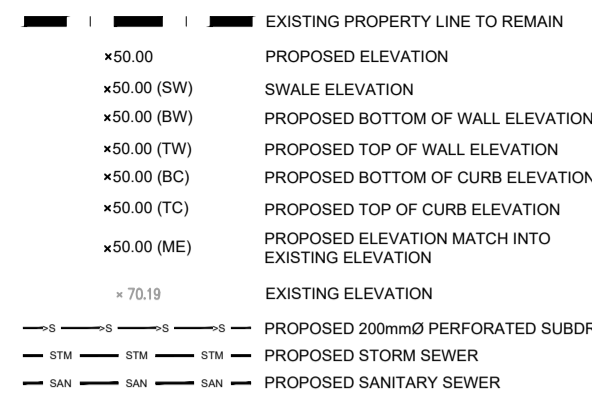 EXISTING PROPERTY LINE TO REMAIN
×50.00 PROPOSED ELEVATION
×50.00 (SW) SWALE ELEVATION
×50.00 (BW) PROPOSED BOTTOM OF WALL ELEVATION
×50.00 (TW) PROPOSED TOP OF WALL ELEVATION
×50.00 (BC) PROPOSED BOTTOM OF CURB ELEVATION
×50.00 (TC) PROPOSED TOP OF CURB ELEVATION
×50.00 (ME) PROPOSED ELEVATION MATCH INTO
EXISTING ELEVATION
× 70.19 EXISTING ELEVATION
>S >S >S >S PROPOSED 200mmØ PERFORATED SUBDR
STM STM STM PROPOSED STORM SEWER
SAN SAN SAN PROPOSED SANITARY SEWER